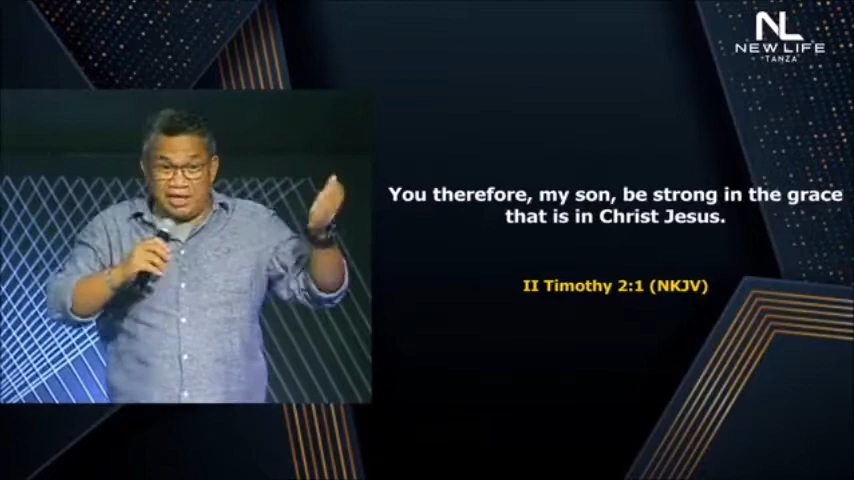 NL
NEW LIFE
TANZA
You therefore, my son, be strong in the grace
that is in Christ Jesus.
II Timothy 2:1 (NKJV)